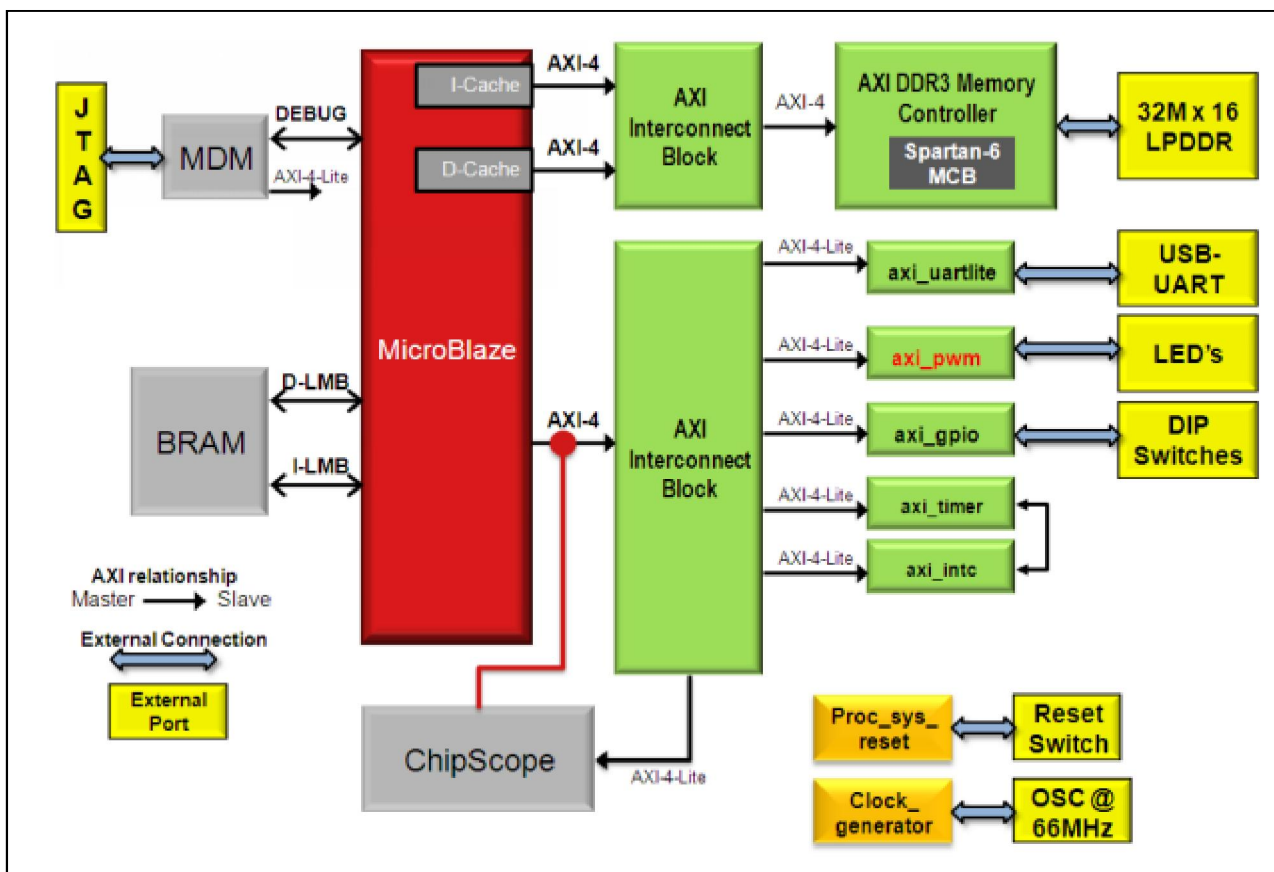 J
T
A
G
MDM
DEBUG
AXI-4-Lite
I-Cache
D-Cache
MicroBlaze
AXI-4
AXI-4
AXI
Interconnect
Block
AXI-4
AXI DDR3 Memory
Controller
Spartan-6
MCB
32M x 16
LPDDR
BRAM
D-LMB
I-LMB
AXI-4
AXI
Interconnect
Block
AXI-4-Lite
axi_uartlite
USB-
UART
AXI-4-Lite
axi_pwm
LED's
AXI-4-Lite
axi_gpio
DIP
Switches
AXI-4-Lite
axi_timer
AXI-4-Lite
axi_intc
AXI relationship
Master
Slave
External Connection
External
Port
ChipScope
AXI-4-Lite
Proc_sys_
reset
Reset
Switch
Clock_
generator
OSC @
66MHz